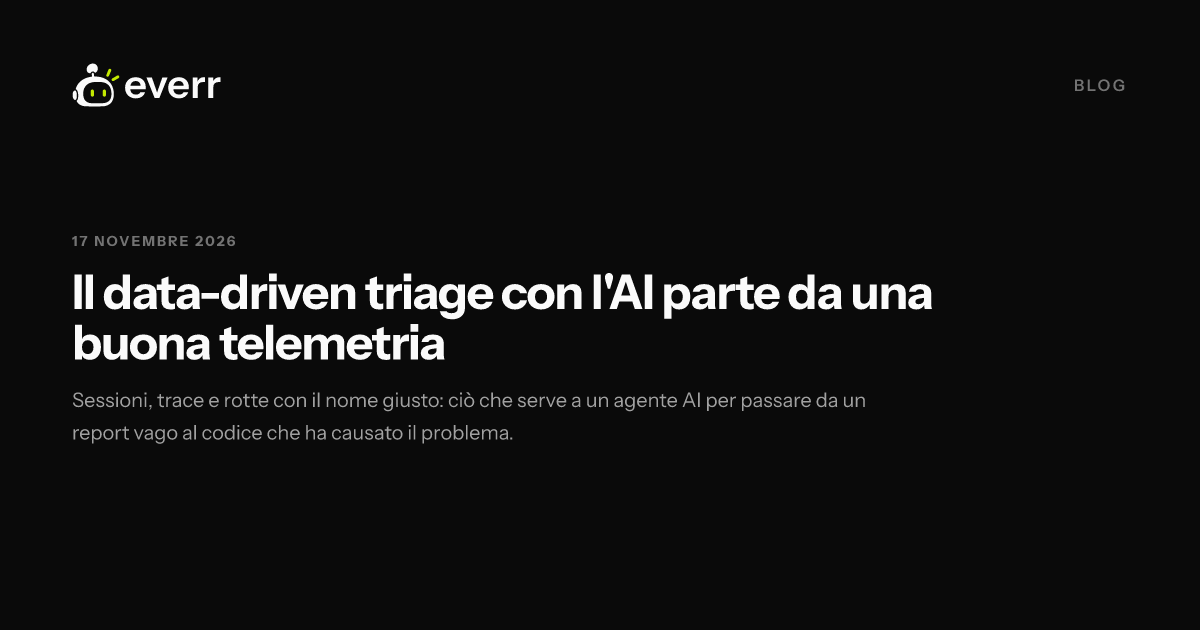 everr
BLOG
17 NOVEMBRE 2026
Il data-driven triage con l'AI parte da una
buona telemetria
Sessioni, trace e rotte con il nome giusto: ciò che serve a un agente AI per passare da un
report vago al codice che ha causato il problema.